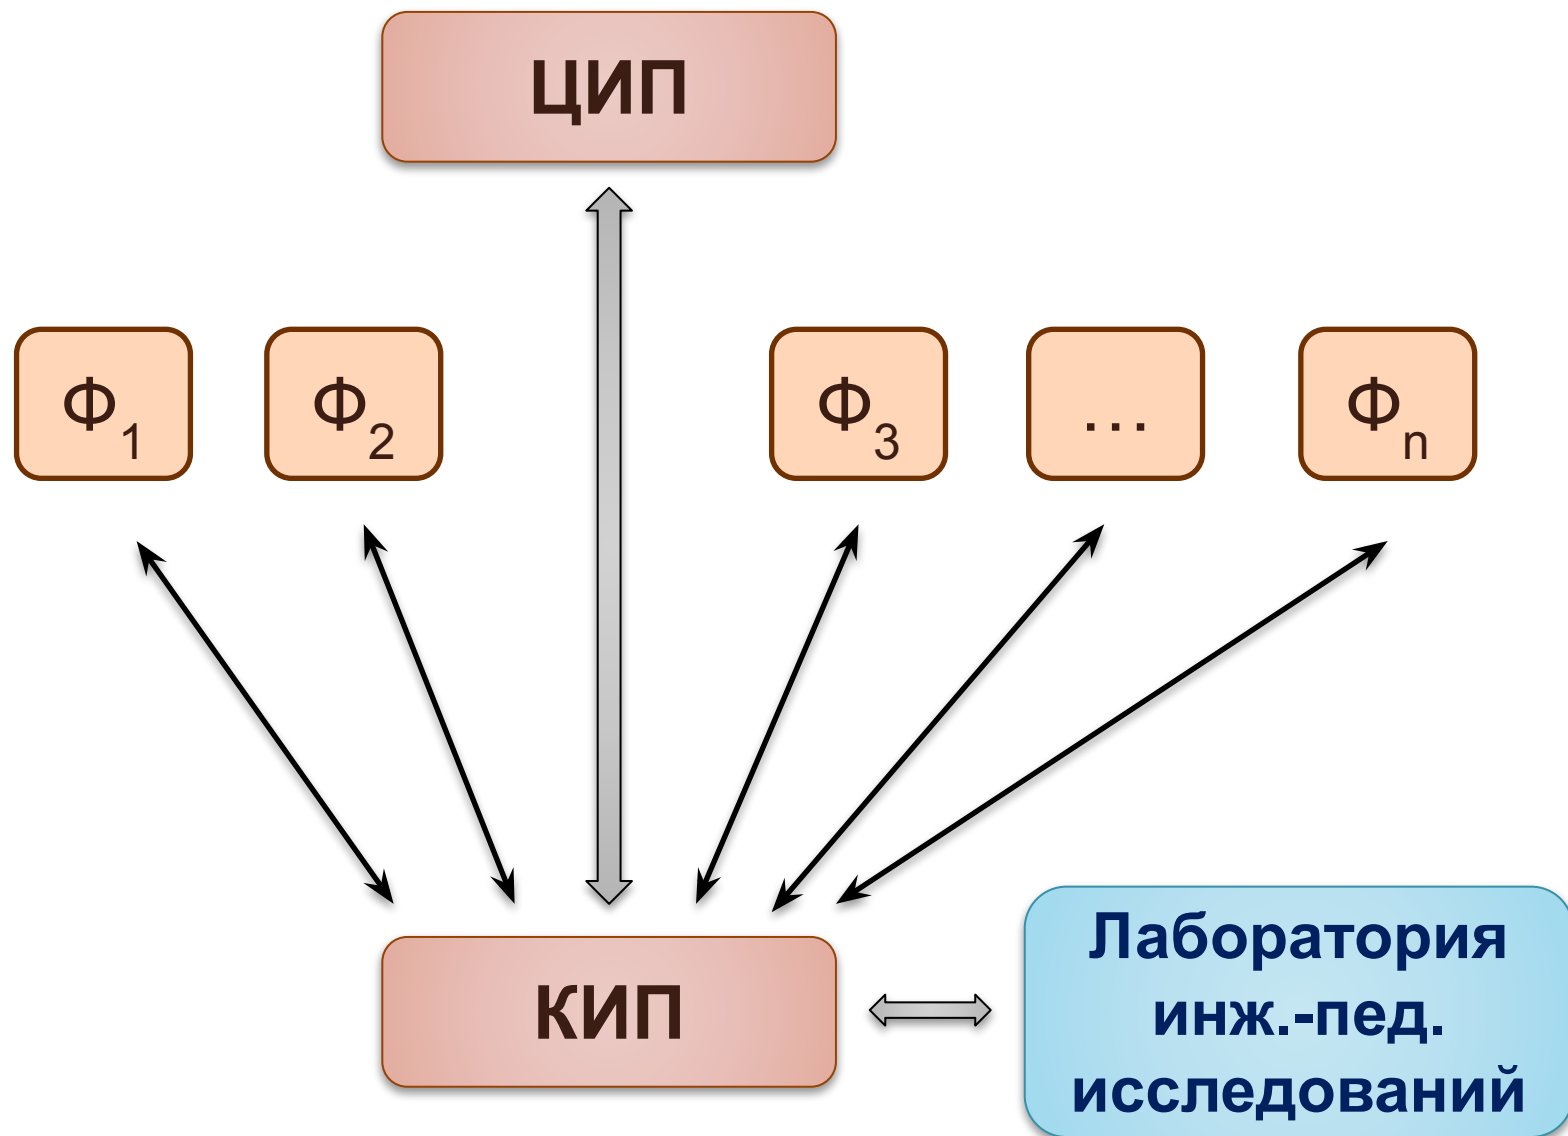 ЦИП
Ф1
Ф2
Ф3
...
Фn
КИП
Лаборатория
инж.-пед.
исследований